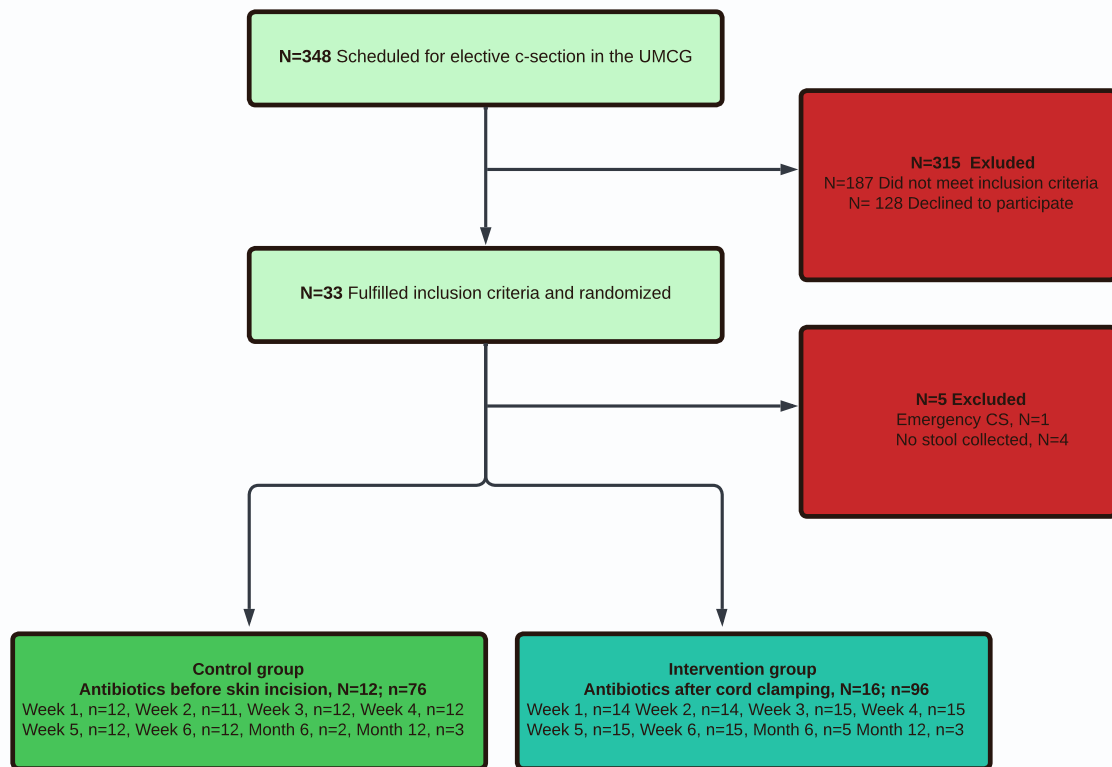 N=348 Scheduled for elective c-section in the UMCG
N=315 Exluded
N=187 Did not meet inclusion criteria
N= 128 Declined to participate
N=33 Fulfilled inclusion criteria and randomized
N=5 Excluded
Emergency CS, N=1
No stool collected, N=4
Control group
Antibiotics before skin incision, N=12; n=76
Week 1, n=12, Week 2, n=11, Week 3, n=12, Week 4, n=12
Week 5, n=12, Week 6, n=12, Month 6, n=2, Month 12, n=3
Intervention group
Antibiotics after cord clamping, N=16; n=96
Week 1, n=14 Week 2, n=14, Week 3, n=15, Week 4, n=15
Week 5, n=15, Week 6, n=15, Month 6, n=5 Month 12, n=3